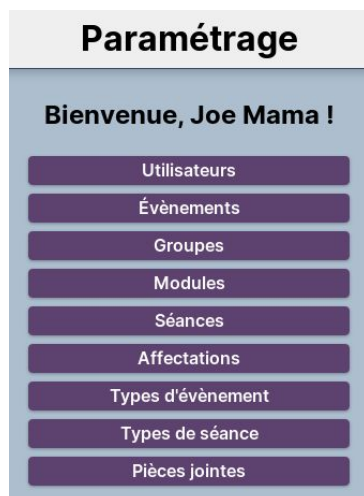 Paramétrage
Bienvenue, Joe Mama !
Utilisateurs
Évènements
Groupes
Modules
Séances
Affectations
Types d'évènement
Types de séance
Pièces jointes